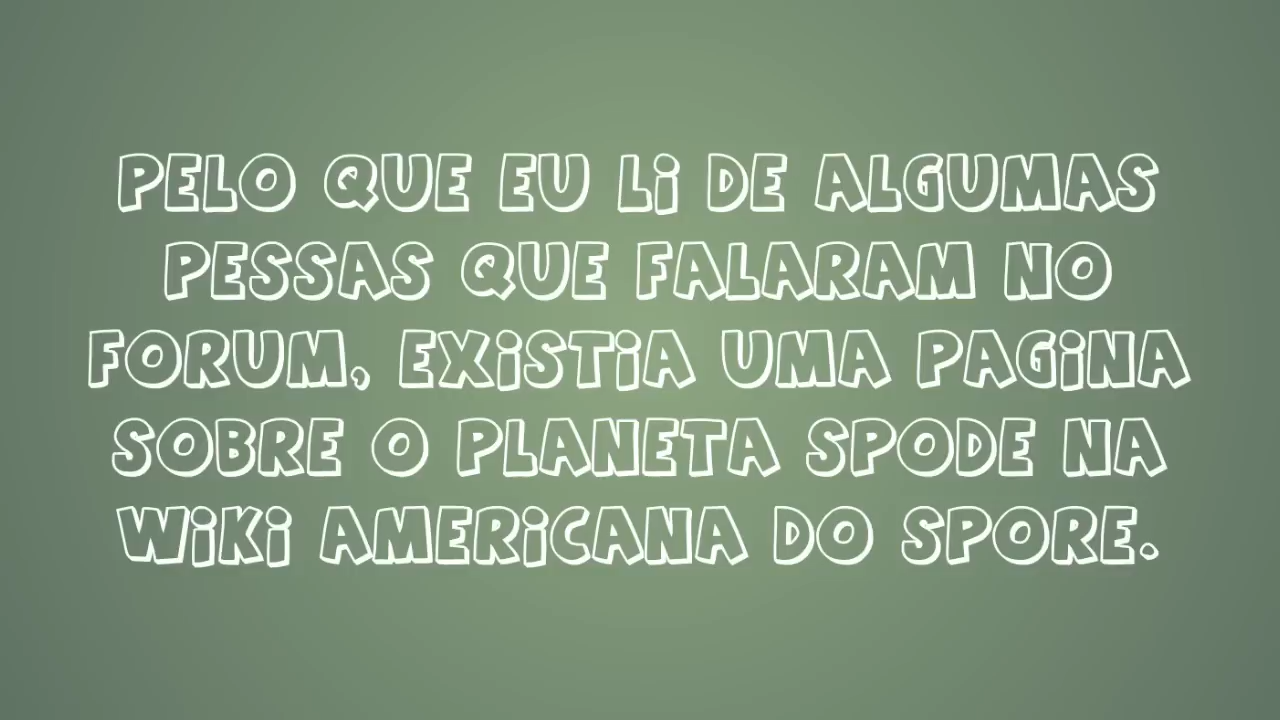 PELO QUE EU Li DE ALGUMAS
PESSAS QUE FALARAM NO
FORUM, EXiSTiA UMA PAGiNA
SOBRE O PLANETA SPODE NA
WiKi AMERiCANA DO SPORE.